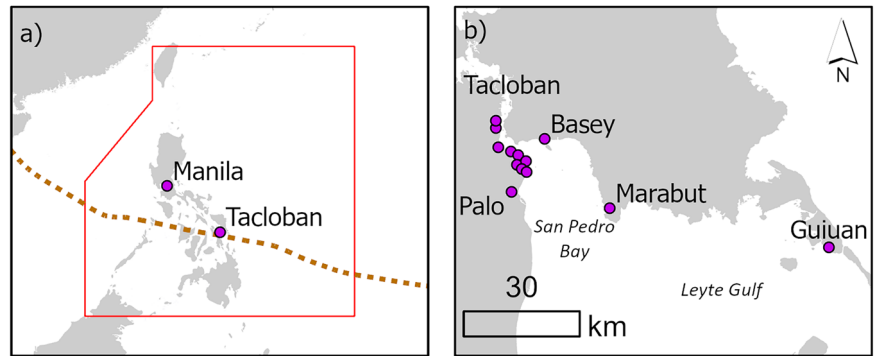 a)
Manila
Tacloban
b)
N
Tacloban
Basey
Palo
Marabut
San Pedro
Bay
Guiuan
Leyte Gulf
30
km